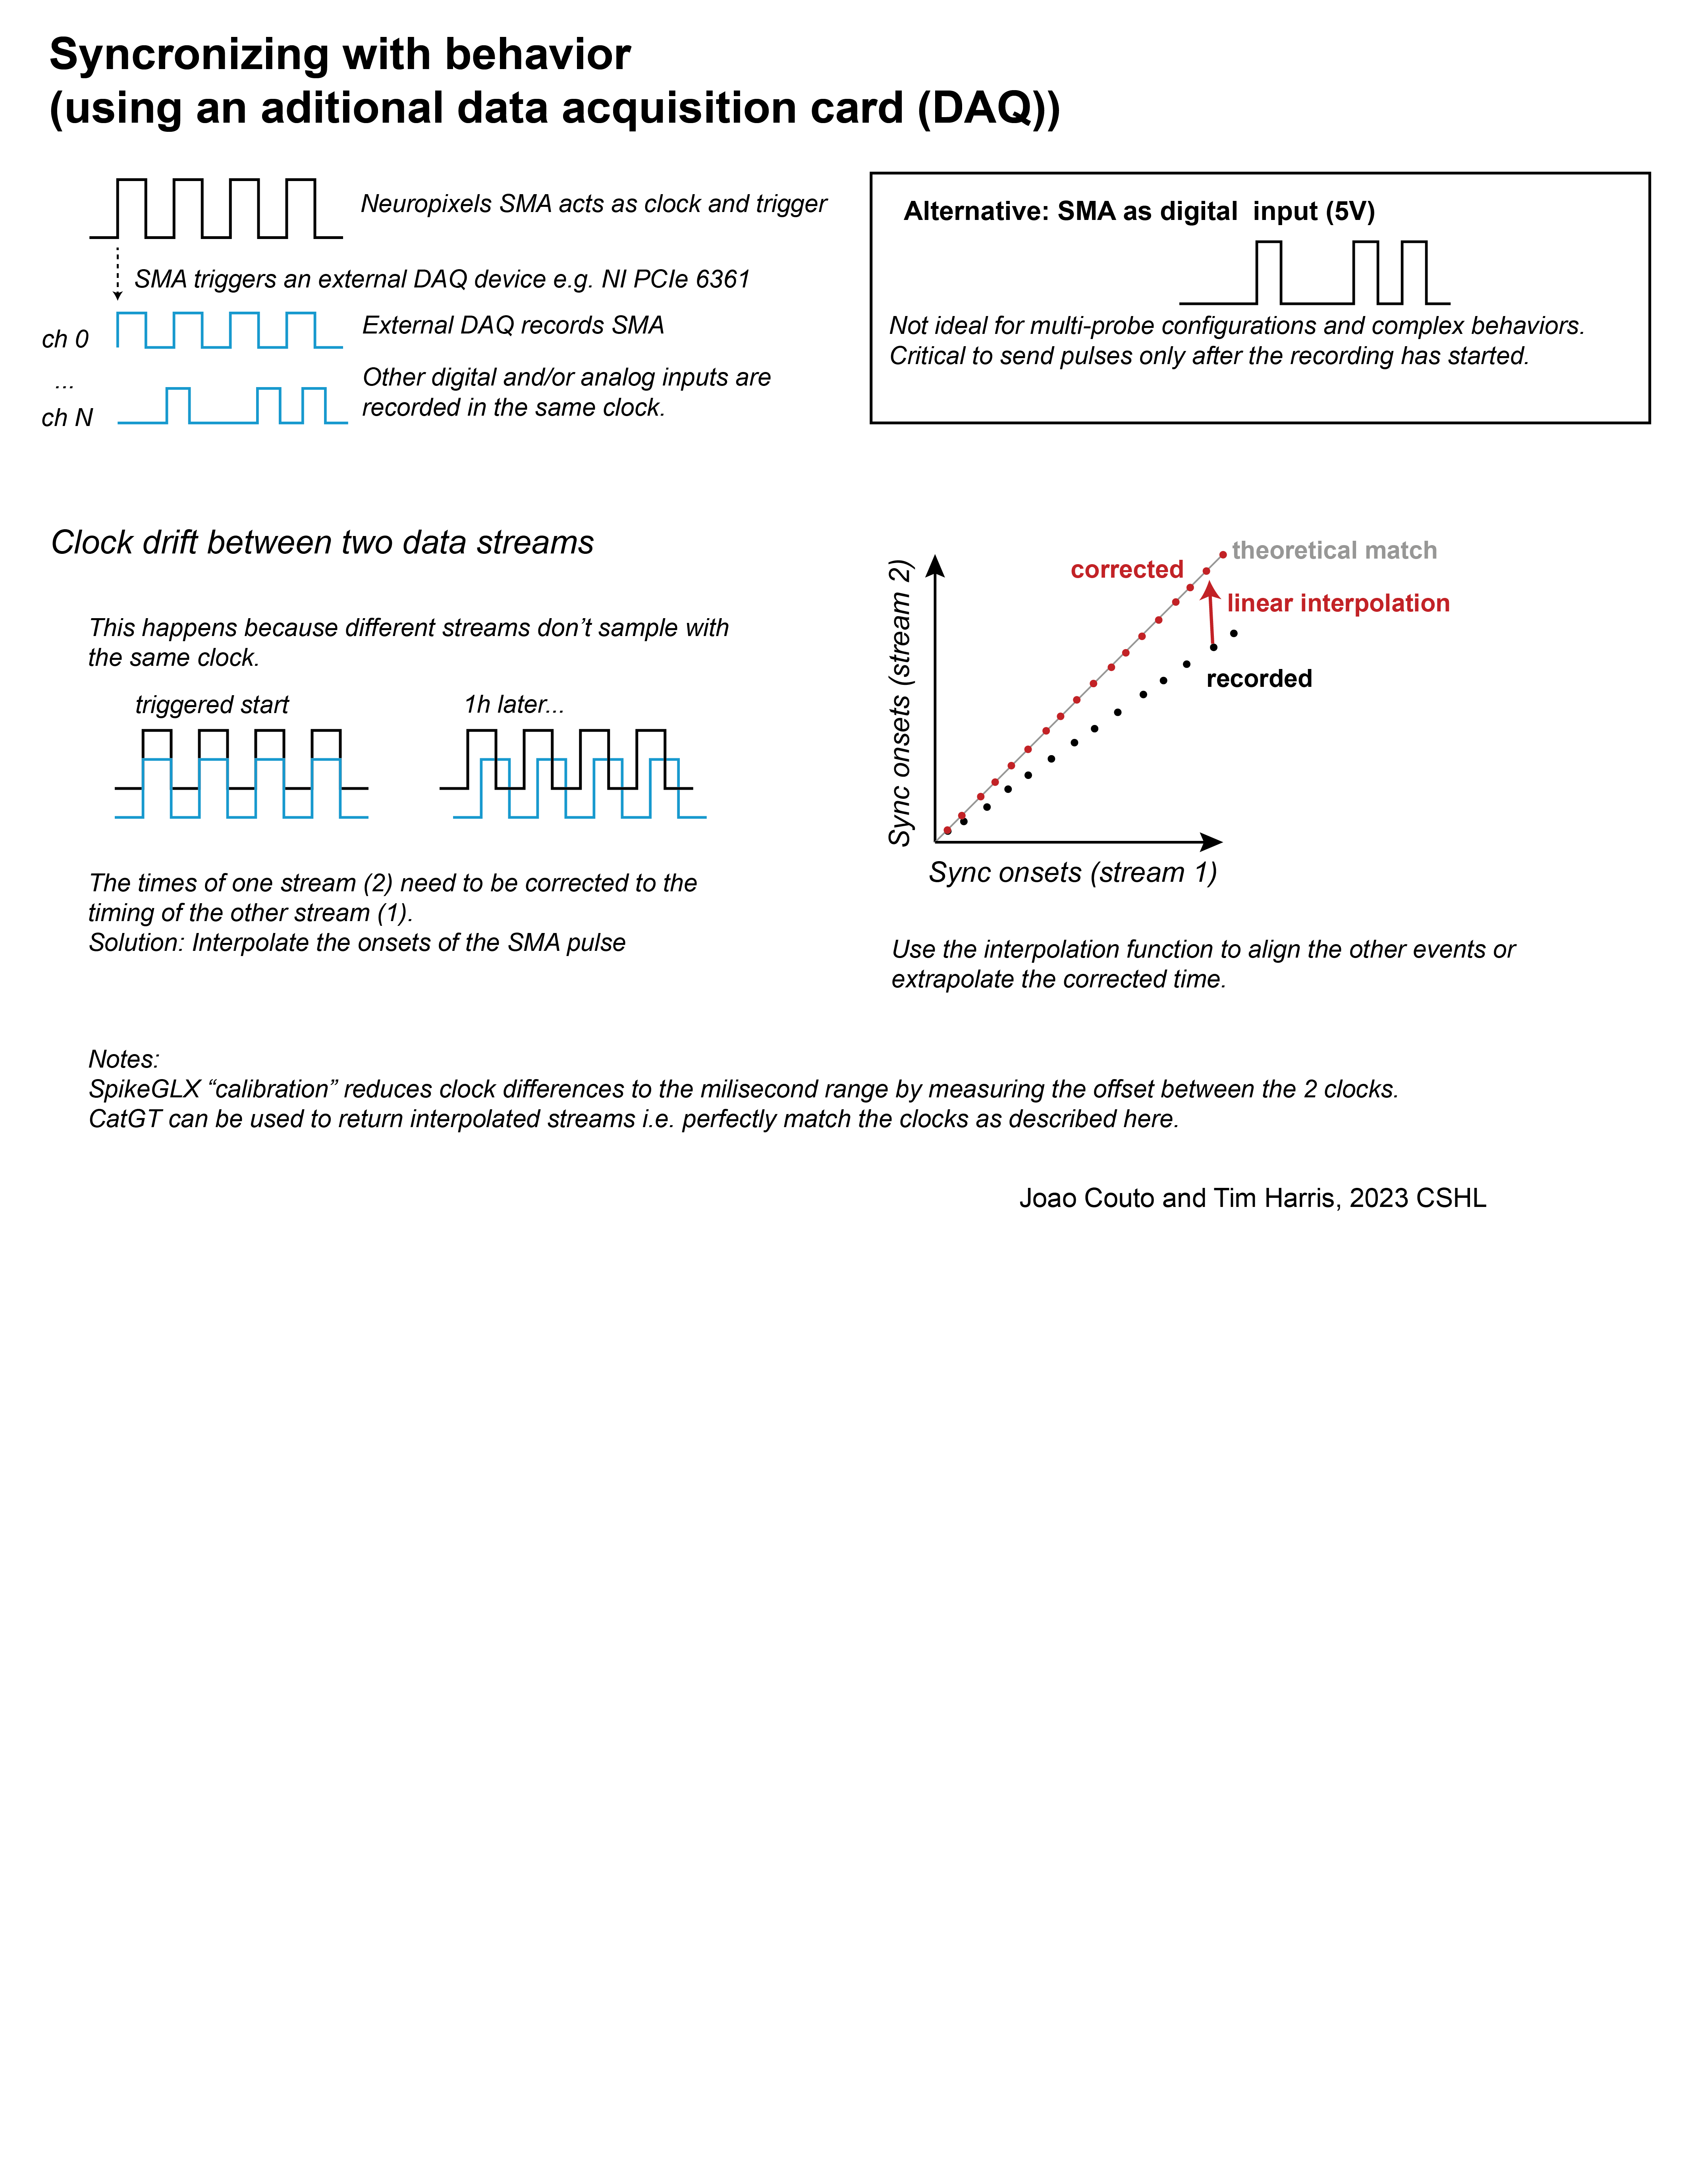 Syncronizing with behavior
(using an aditional data acquisition card (DAQ))
Neuropixels SMA acts as clock and trigger
SMA triggers an external DAQ device e.g. NI PCIe 6361
ch 0
External DAQ records SMA
...
ch N
Other digital and/or analog inputs are
recorded in the same clock.
Alternative: SMA as digital  input (5V)
Not ideal for multi-probe configurations and complex behaviors.
Critical to send pulses only after the recording has started.
Clock drift between two data streams
This happens because different streams don’t sample with
the same clock.
triggered start
1h later...
The times of one stream (2) need to be corrected to the
timing of the other stream (1).
Solution: Interpolate the onsets of the SMA pulse
theoretical match
corrected
linear interpolation
recorded
Sync onsets (stream 2)
Sync onsets (stream 1)
Use the interpolation function to align the other events or
extrapolate the corrected time.
Notes:
SpikeGLX “calibration” reduces clock differences to the milisecond range by measuring the offset between the 2 clocks.
CatGT can be used to return interpolated streams i.e. perfectly match the clocks as described here.
Joao Couto and Tim Harris, 2023 CSHL